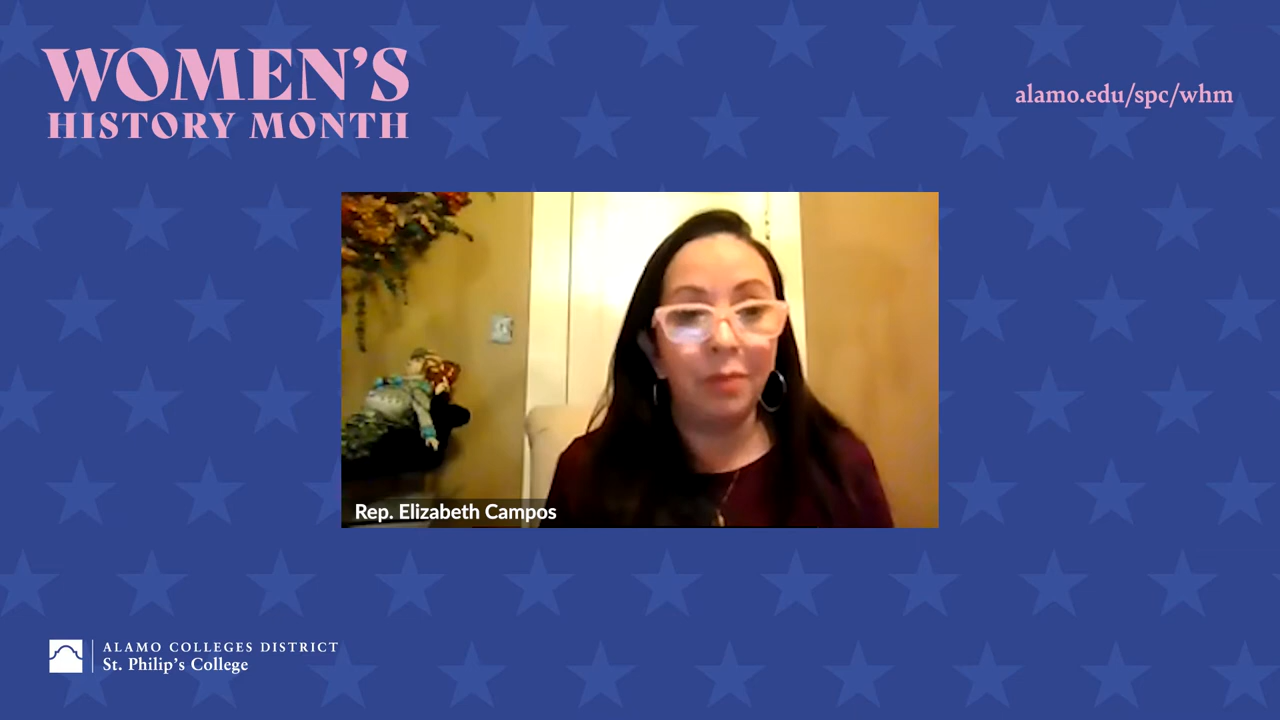 WOMEN'S
HISTORY MONTH
alamo.edu/spc/whm
Rep. Elizabeth Campos
ALAMO COLLEGES DISTRICT
St. Philip's College